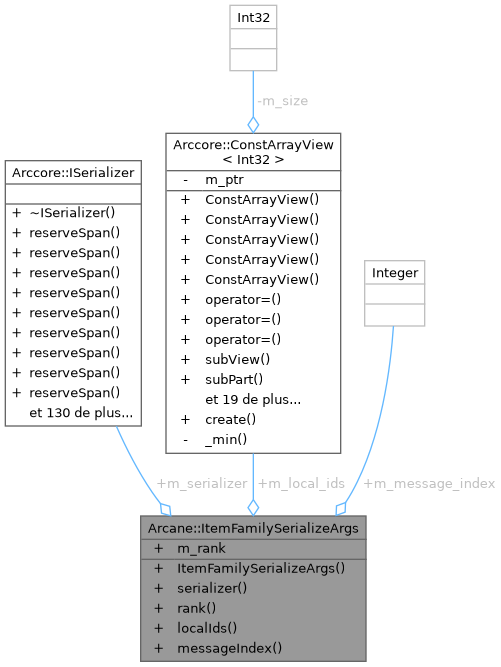 Int32
-m_size
Arccore::ConstArrayView
< Int32 >
- m_ptr
+ ConstArrayView()
+ ConstArrayView()
+ ConstArrayView()
+ ConstArrayView()
+ ConstArrayView()
+ operator=()
+ operator=()
+ operator=()
+ subView()
+ subPart()
et 19 de plus...
+ create()
- _min()
Arccore::ISerializer
+ ~ISerializer()
+ reserveSpan()
+ reserveSpan()
+ reserveSpan()
+ reserveSpan()
+ reserveSpan()
+ reserveSpan()
+ reserveSpan()
+ reserveSpan()
+ reserveSpan()
et 130 de plus...
Integer
+m_serializer
+m_local_ids
+m_message_index
Arcane::ItemFamilySerializeArgs
+ m_rank
+ ItemFamilySerializeArgs()
+ serializer()
+ rank()
+ localIds()
+ messageIndex()